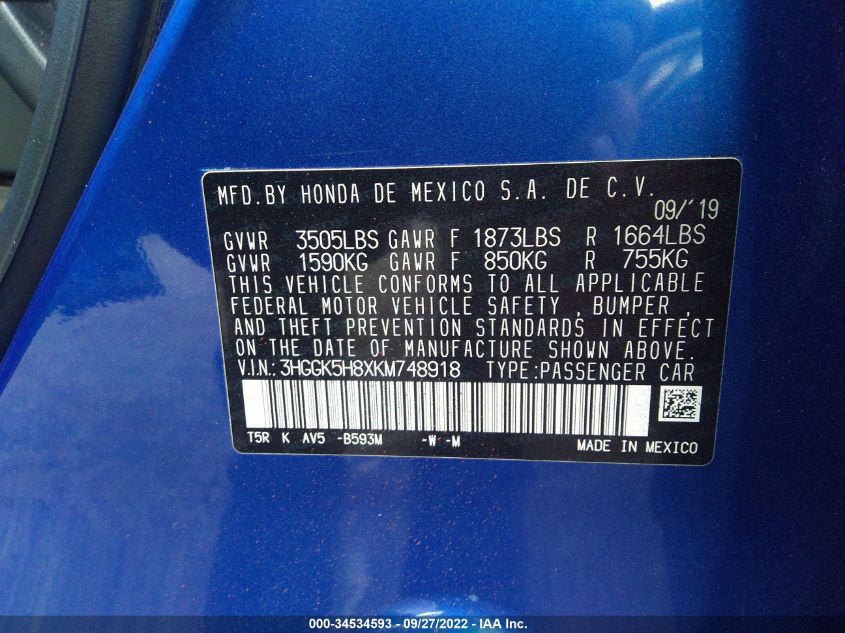 MFD.BY HONDA DE MEXICO S.A. DE C.V.
09/'19
GVWR 3505LBS GAWR F 1873LBS R 1664LBS
GVWR 1590KG GAWR F 850KG R 755KG
THIS VEHICLE CONFORMS TO ALL APPLICABLE
FEDERAL MOTOR VEHICLE SAFETY , BUMPER ,
AND THEFT PREVENTION STANDARDS IN EFFECT
ON THE DATE OF MANUFACTURE SHOWN ABOVE.
V.I.N.: 3HGGK5H8XKM748918 TYPE:PASSENGER CAR
T5R K AV5 -B593M -W -M
MADE IN MEXICO
000-34534593 - 09/27/2022 - IAA Inc.